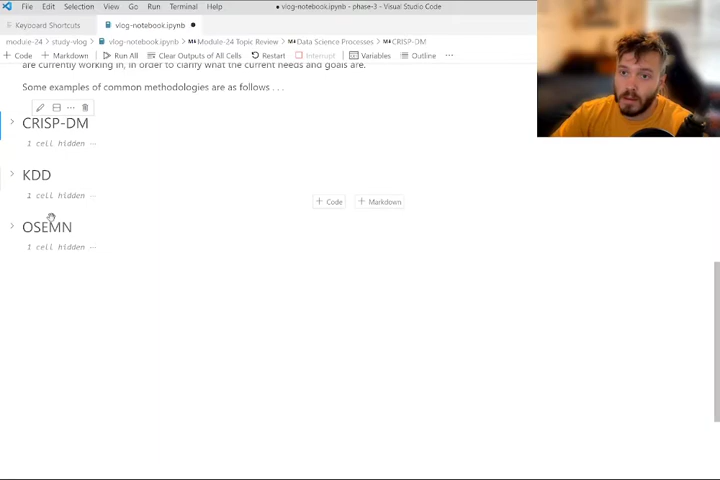 File Edit Selection View Go Run Terminal Help
● vlog-notebook.ipynb - phase-3 - Visual Studio Code
Keyboard Shortcuts vlog-notebook.ipynb ●
module-24 > study-vlog > vlog-notebook.ipynb > M↓Module-24 Topic Review > M↓Data Science Processes > M↓CRISP-DM
+ Code + Markdown Run All Clear Outputs of All Cells Restart Interrupt Variables Outline ...
are currently working in, in order to clarify what the current needs and goals are.
Some examples of common methodologies are as follows . . .
CRISP-DM
1 cell hidden ...
KDD
1 cell hidden ...
+ Code + Markdown
OSEMN
1 cell hidden ...